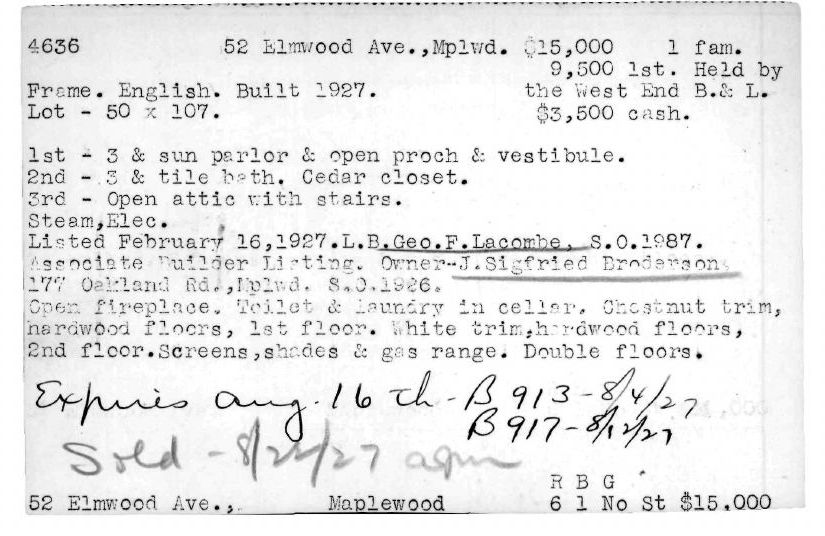 4636 52 Elmwood Ave.,Mplwd. $15,000 1 fam.
9,500 1st. Held by
Frame. English. Built 1927. the West End B.& L.
Lot - 50 x 107. $3,500 cash.
1st - 3 & sun parlor & open proch & vestibule.
2nd - 3 & tile bath. Cedar closet.
3rd - Open attic with stairs.
Steam,Elec.
Listed February 16,1927.L.B.Geo.F.Lacombe, S.O.1987.
Associate Builder Listing. Owner--J.Sigfried Broderson,
177 Oakland Rd.,Mplwd. S.O.1926.
Open fireplace. Toilet & laundry in cellar. Chestnut trim,
hardwood floors, 1st floor. White trim,hardwood floors,
2nd floor.Screens,shades & gas range. Double floors.
Expires Aug. 16th - B 913 - 8/4/27
B 917 - 8/12/27
Sold - 8/22/27
R B G
52 Elmwood Ave., Maplewood 6 1 No St $15.000